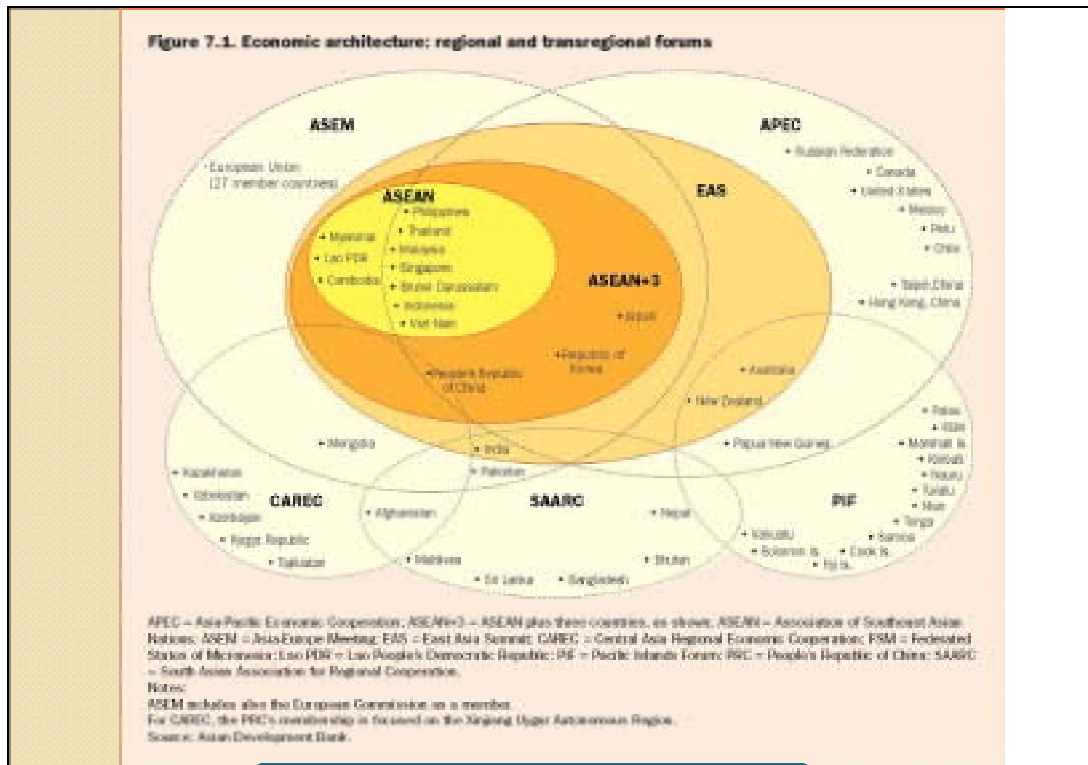 Figure 7.1. Economic architecture: regional and transregional forums
ASEM
APEC
European Union
(27 member countries)
Russian Federation
Canada
United States
Mexico
Peru
Chile
Taipei,China
Hong Kong, China
EAS
ASEAN
Philippines
Thailand
Malaysia
Singapore
Brunei Darussalam
Indonesia
Viet Nam
Myanmar
Lao PDR
Cambodia
ASEAN+3
Japan
Republic of
Korea
People's Republic
of China
Australia
New Zealand
Papua New Guinea
Mongolia
India
Pakistan
Kazakhstan
Uzbekistan
Azerbaijan
Kyrgyz Republic
Tajikistan
CAREC
Afghanistan
SAARC
Nepal
Maldives
Bhutan
Sri Lanka
Bangladesh
PIF
Palau
FSM
Marshall Is.
Kiribati
Nauru
Tuvalu
Niue
Tonga
Samoa
Cook Is.
Vanuatu
Solomon Is.
Fiji Is.
APEC = Asia-Pacific Economic Cooperation; ASEAN+3 = ASEAN plus three countries, as shown; ASEAN = Association of Southeast Asian
Nations; ASEM = Asia-Europe Meeting; EAS = East Asia Summit; CAREC = Central Asia Regional Economic Cooperation; FSM = Federated
States of Micronesia; Lao PDR = Lao People's Democratic Republic; PIF = Pacific Islands Forum; PRC = People's Republic of China; SAARC
= South Asian Association for Regional Cooperation.
Notes:
ASEM includes also the European Commission as a member.
For CAREC, the PRC's membership is focused on the Xinjiang Uygur Autonomous Region.
Source: Asian Development Bank.